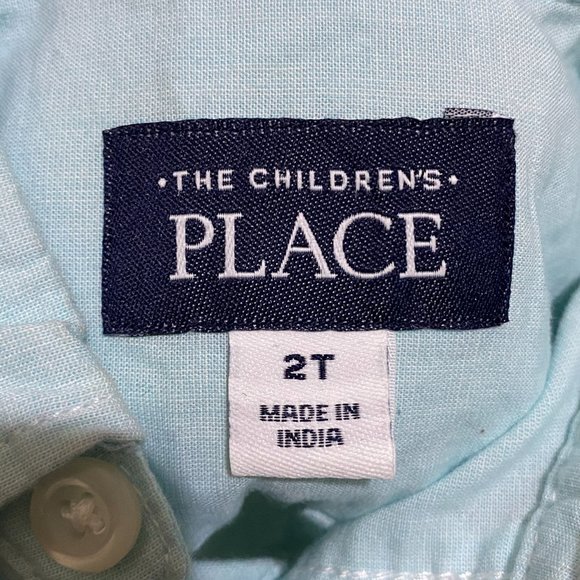 •THE CHILDREN'S•
PLACE
2T
MADE IN
INDIA